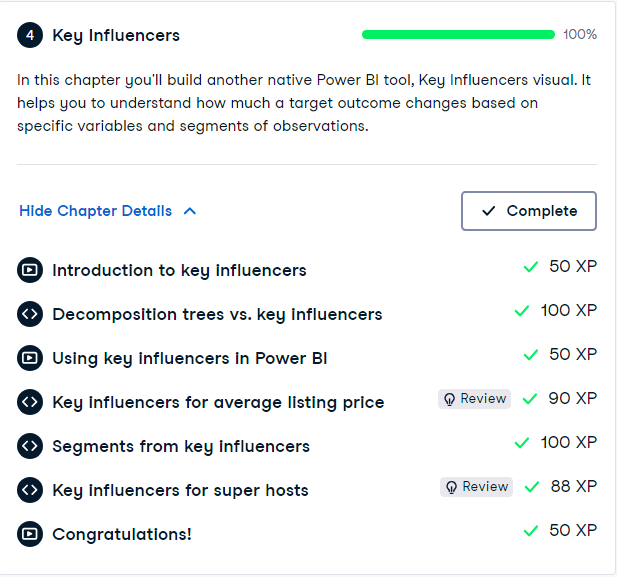 4 Key Influencers 100%
In this chapter you'll build another native Power BI tool, Key Influencers visual. It
helps you to understand how much a target outcome changes based on
specific variables and segments of observations.
Hide Chapter Details Complete
Introduction to key influencers 50 XP
Decomposition trees vs. key influencers 100 XP
Using key influencers in Power BI 50 XP
Key influencers for average listing price Review 90 XP
Segments from key influencers 100 XP
Key influencers for super hosts Review 88 XP
Congratulations! 50 XP